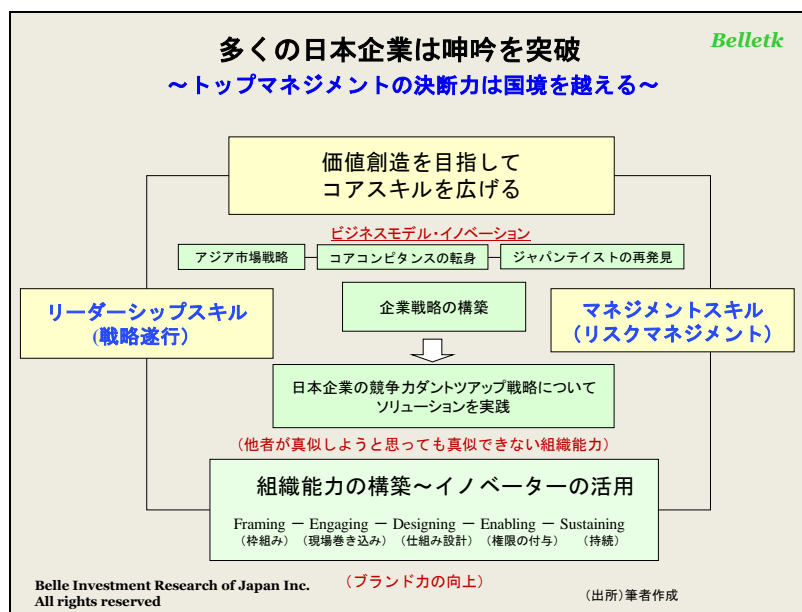 多くの日本企業は呻吟を突破
Belletk
～トップマネジメントの決断力は国境を越える～
価値創造を目指して
コアスキルを広げる
ビジネスモデル・イノベーション
アジア市場戦略
コアコンピタンスの転身
ジャパンテイストの再発見
リーダーシップスキル
(戦略遂行)
企業戦略の構築
マネジメントスキル
(リスクマネジメント)
日本企業の競争力ダントツアップ戦略について
ソリューションを実践
(他者が真似しようと思っても真似できない組織能力)
組織能力の構築～イノベーターの活用
Framing － Engaging － Designing － Enabling － Sustaining
(枠組み) (現場巻き込み) (仕組み設計) (権限の付与) (持続)
(ブランド力の向上)
Belle Investment Research of Japan Inc.
All rights reserved
(出所)筆者作成